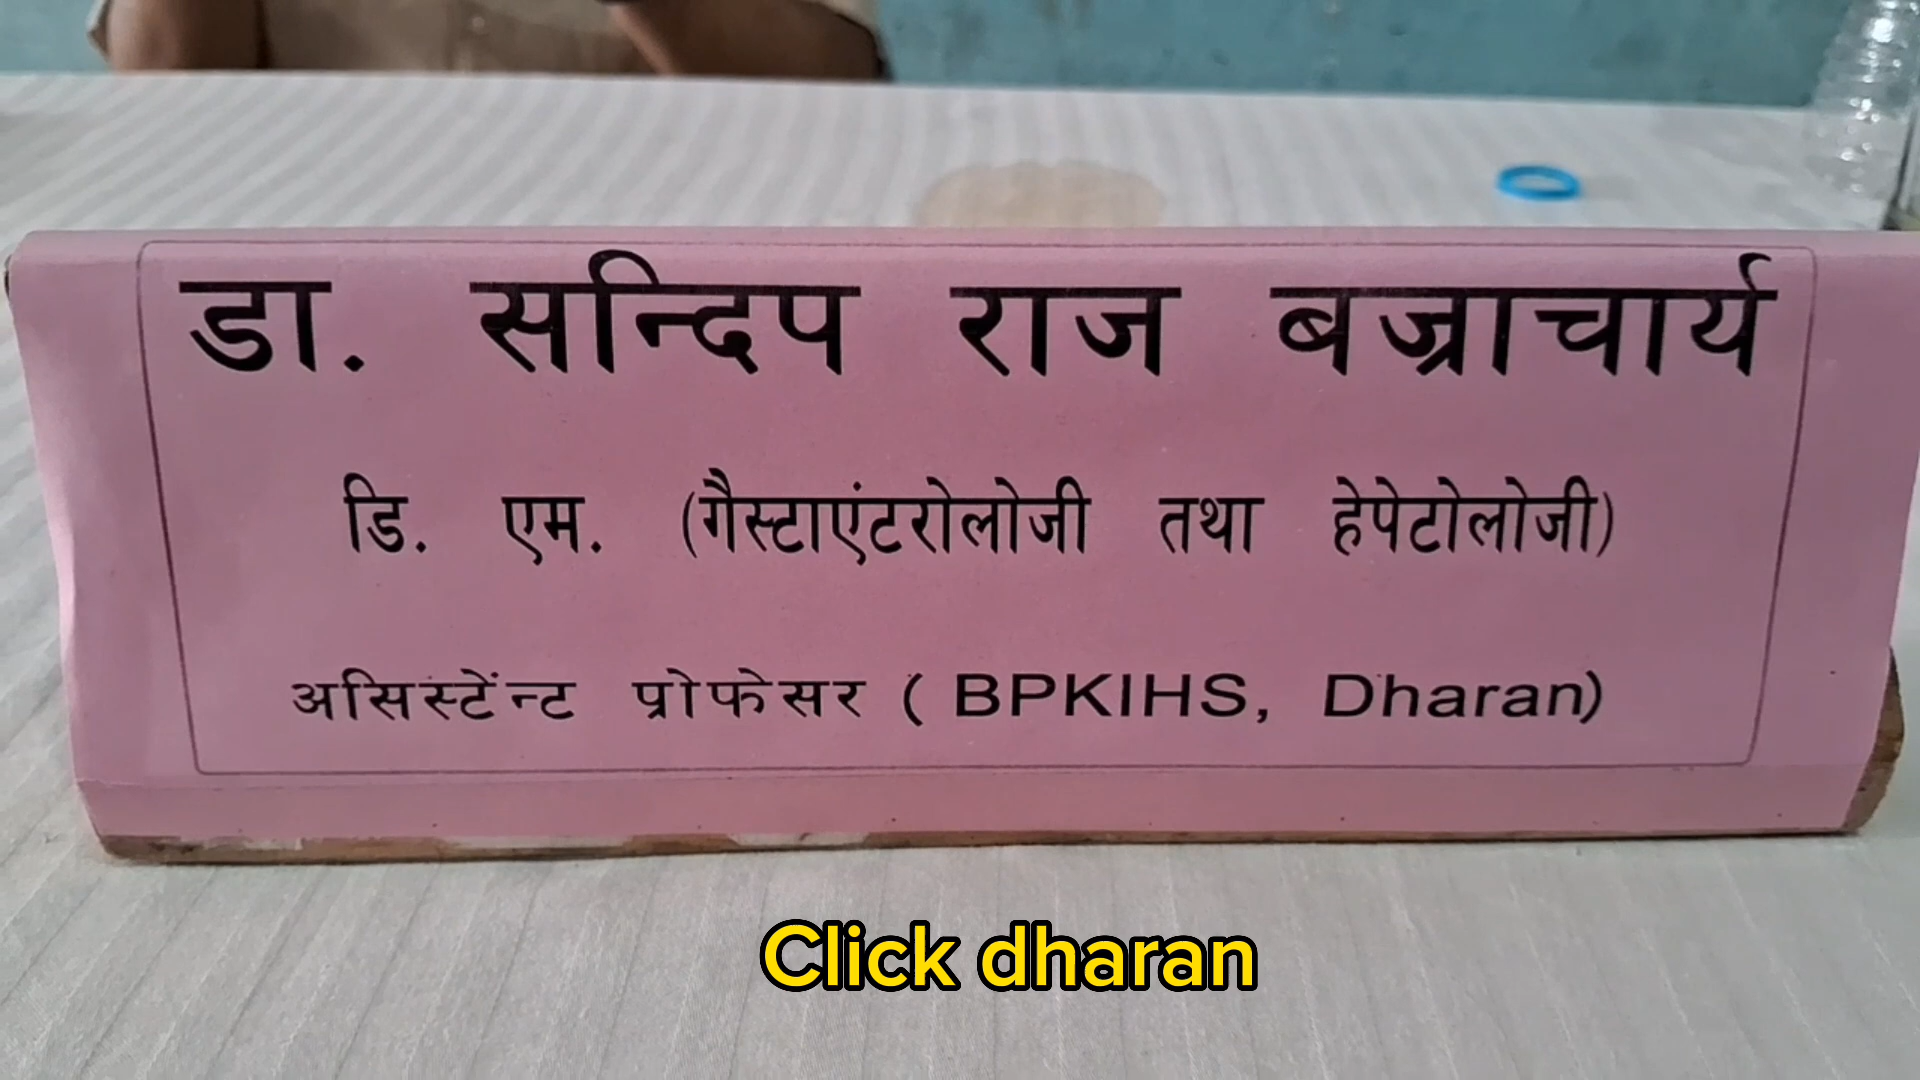 डा. सन्दिप राज बज्राचार्य
डि. एम. (गैस्टाएंटरोलोजी तथा हेपेटोलोजी)
असिस्टेंन्ट प्रोफेसर ( BPKIHS, Dharan)
Click dharan